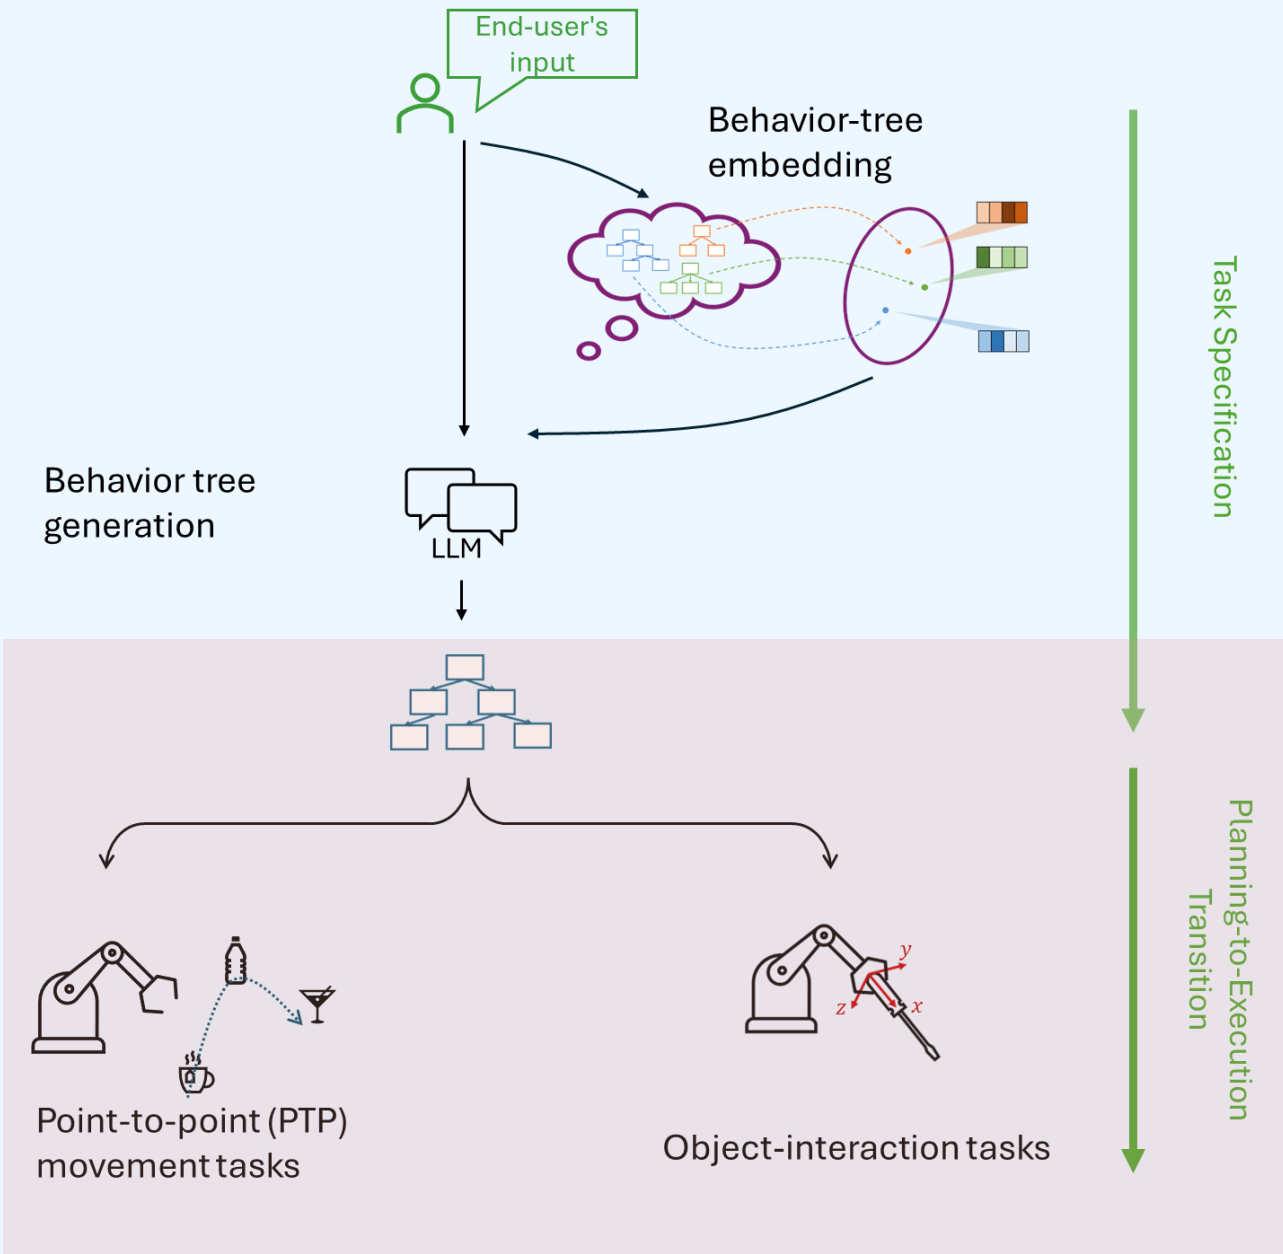 End-user's
input
Behavior-tree
embedding
Task Specification
Behavior tree
generation
LLM
Planning-to-Execution
Transition
y
z
x
Point-to-point (PTP)
movement tasks
Object-interaction tasks